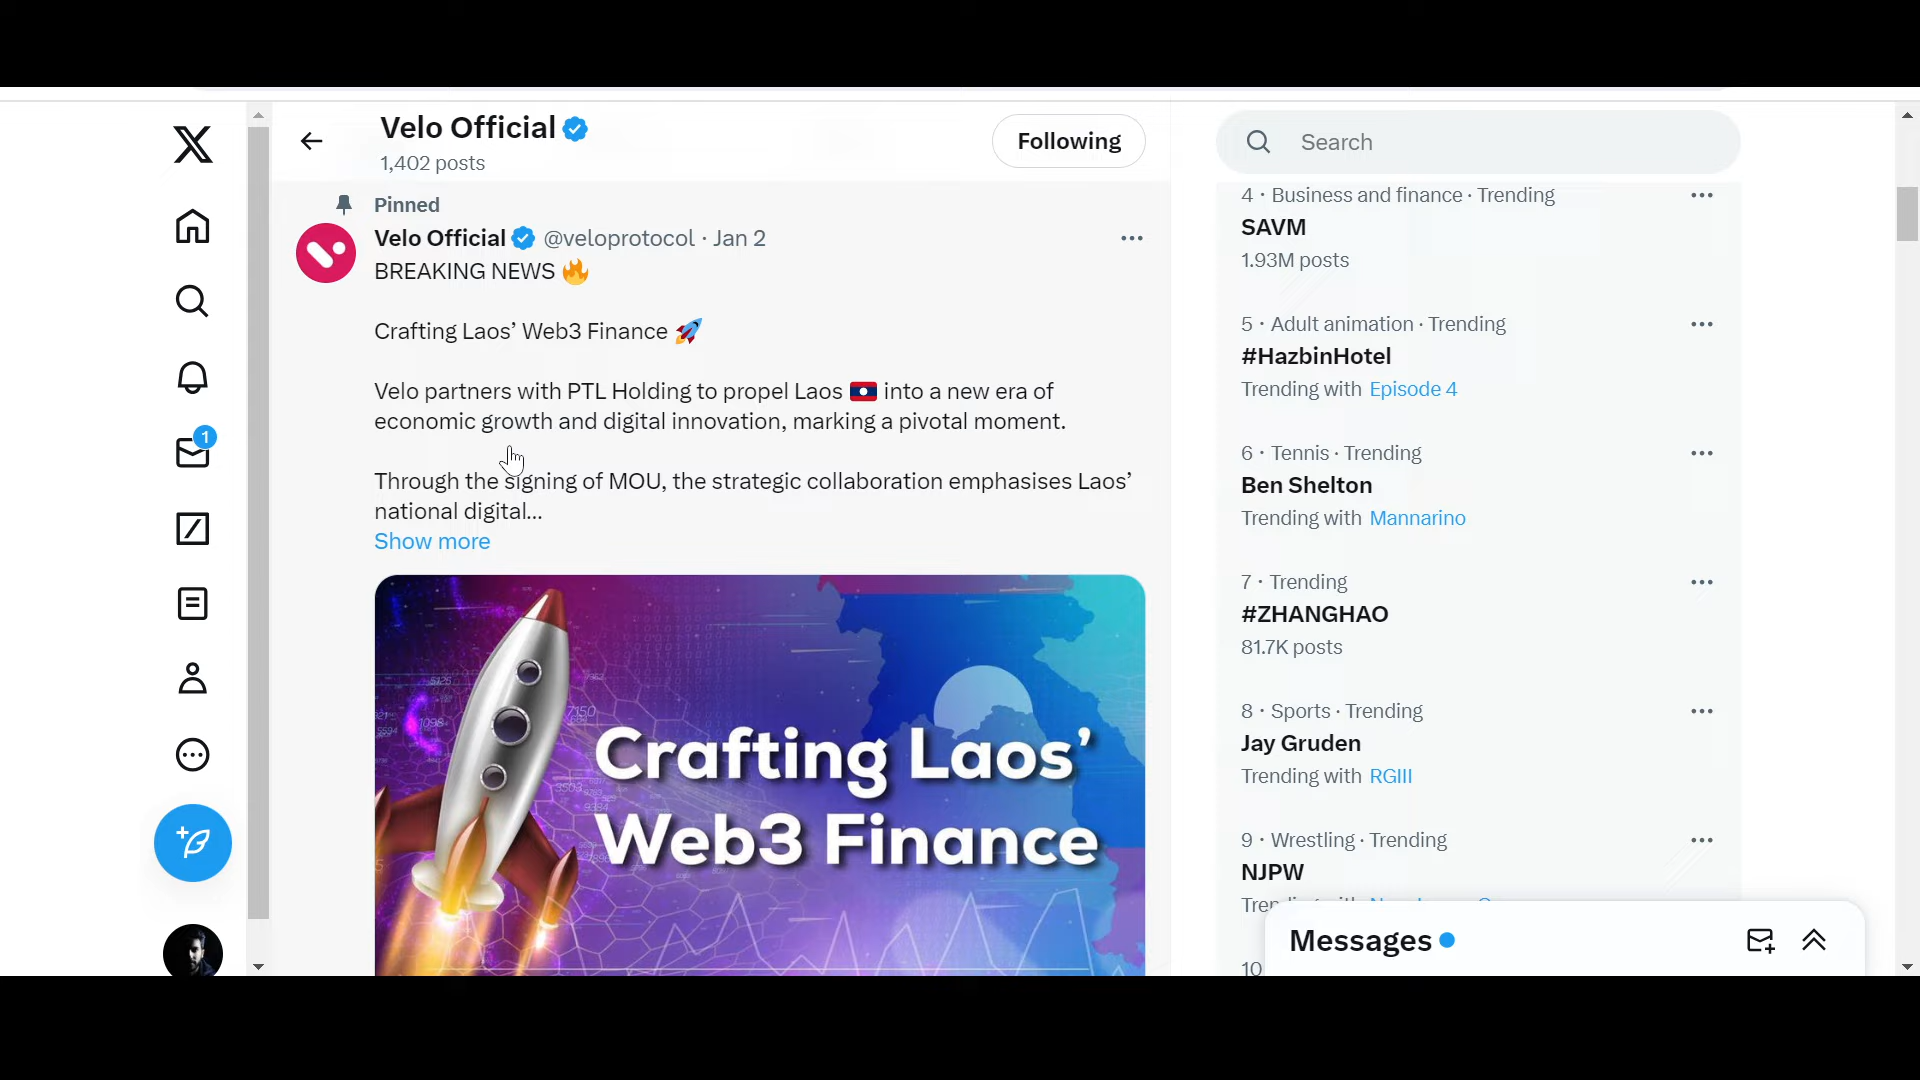 Velo Official
1,402 posts
Following
Search
Pinned
Velo Official @veloprotocol · Jan 2
BREAKING NEWS 🔥
Crafting Laos’ Web3 Finance 🚀
Velo partners with PTL Holding to propel Laos 🇱🇦 into a new era of
economic growth and digital innovation, marking a pivotal moment.
Through the signing of MOU, the strategic collaboration emphasises Laos’
national digital...
Show more
Crafting Laos’
Web3 Finance
1
4 · Business and finance · Trending
SAVM
1.93M posts
5 · Adult animation · Trending
#HazbinHotel
Trending with Episode 4
6 · Tennis · Trending
Ben Shelton
Trending with Mannarino
7 · Trending
#ZHANGHAO
81.7K posts
8 · Sports · Trending
Jay Gruden
Trending with RGIII
9 · Wrestling · Trending
NJPW
10
Messages